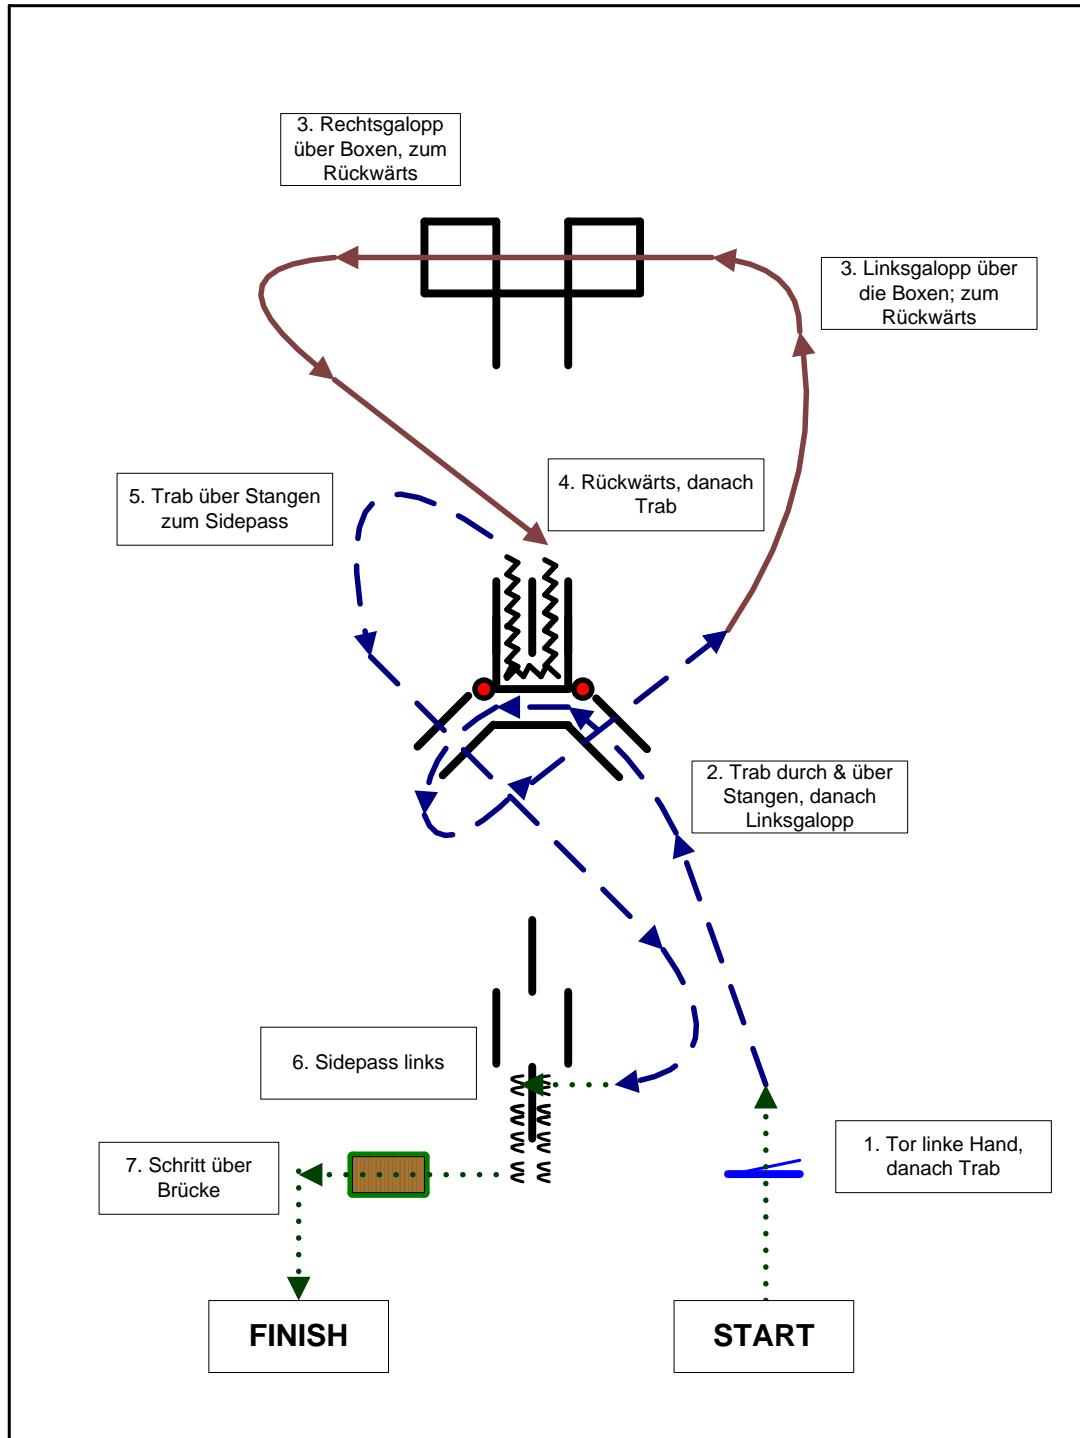 3. Rechtsgalopp
über Boxen, zum
Rückwärts
3. Linksgalopp über
die Boxen; zum
Rückwärts
5. Trab über Stangen
zum Sidepass
4. Rückwärts, danach
Trab
2. Trab durch & über
Stangen, danach
Linksgalopp
6. Sidepass links
7. Schritt über
Brücke
1. Tor linke Hand,
danach Trab
FINISH
START